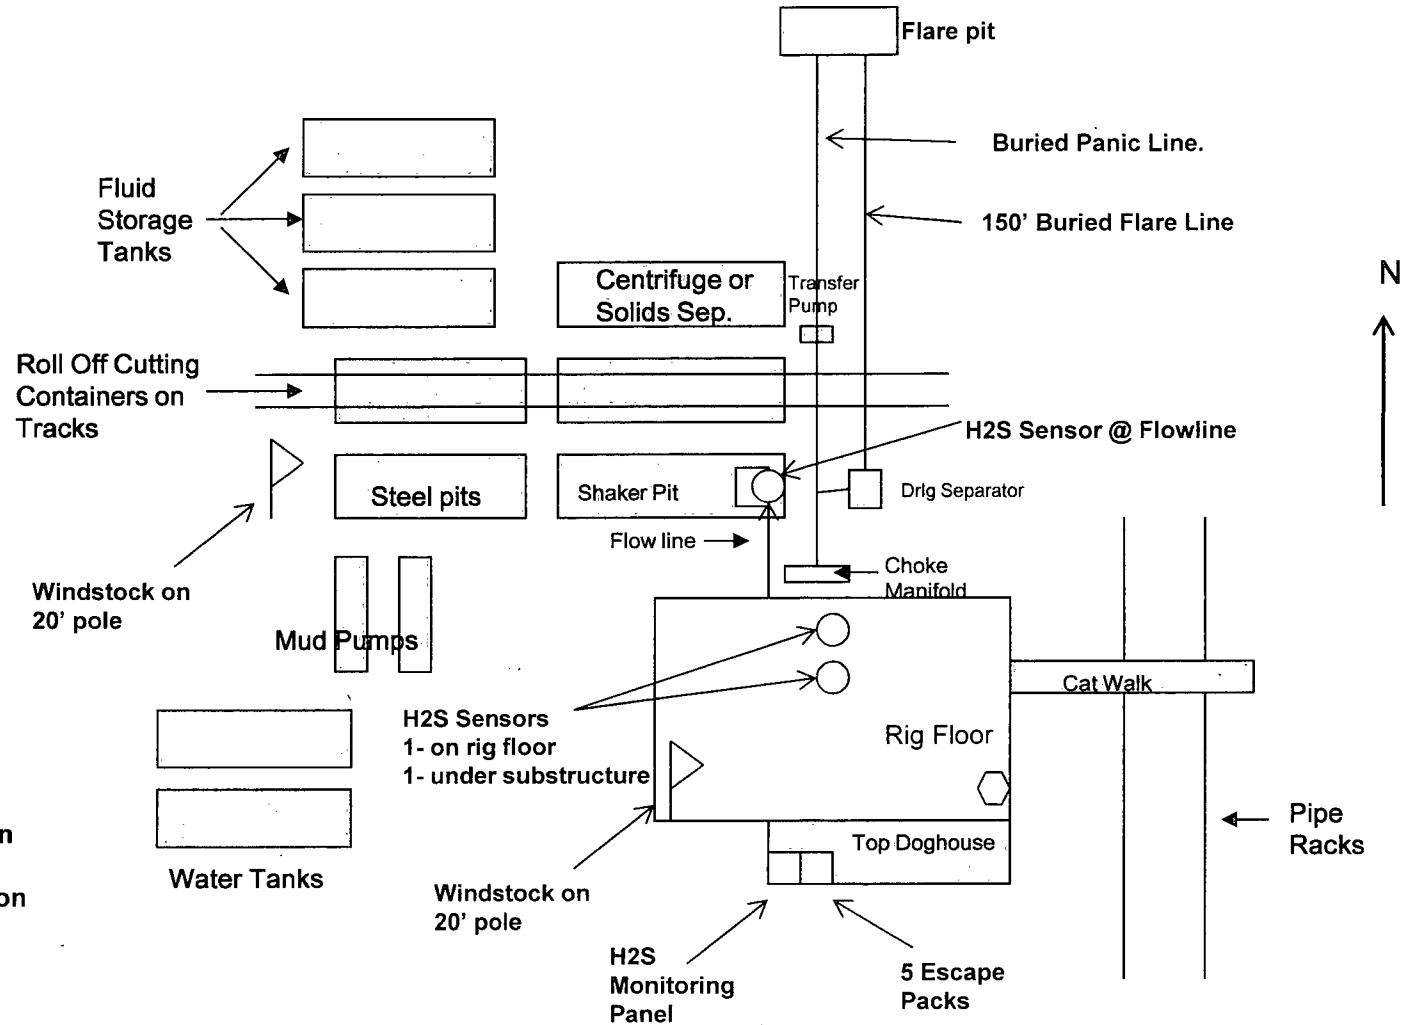 Flare pit
Buried Panic Line.
150' Buried Flare Line
N
Fluid
Storage
Tanks
Centrifuge or
Solids Sep.
Transfer
Pump
Roll Off Cutting
Containers on
Tracks
H2S Sensor @ Flowline
Steel pits
Shaker Pit
Drlg Separator
Flow line
Choke
Manifold
Windstock on
20' pole
Mud Pumps
Cat Walk
H2S Sensors
1- on rig floor
1- under substructure
Rig Floor
Pipe
Racks
n
on
Top Doghouse
Water Tanks
Windstock on
20' pole
H2S
Monitoring
Panel
5 Escape
Packs